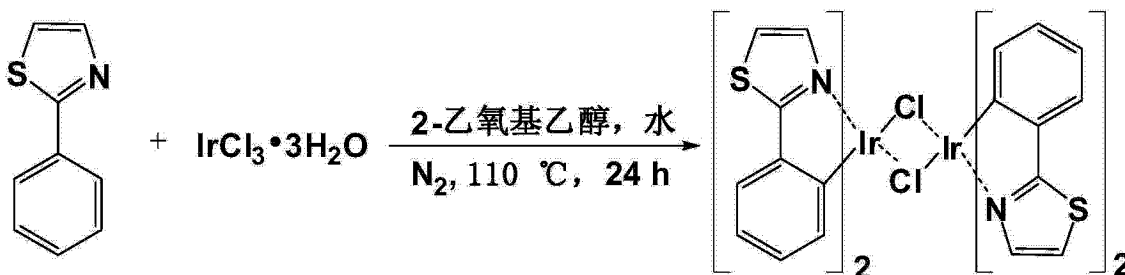 S N
+ IrCl3•3H2O
2-乙氧基乙醇，水
N2, 110 ℃, 24 h
S N Ir Cl Cl Ir N S
2 2